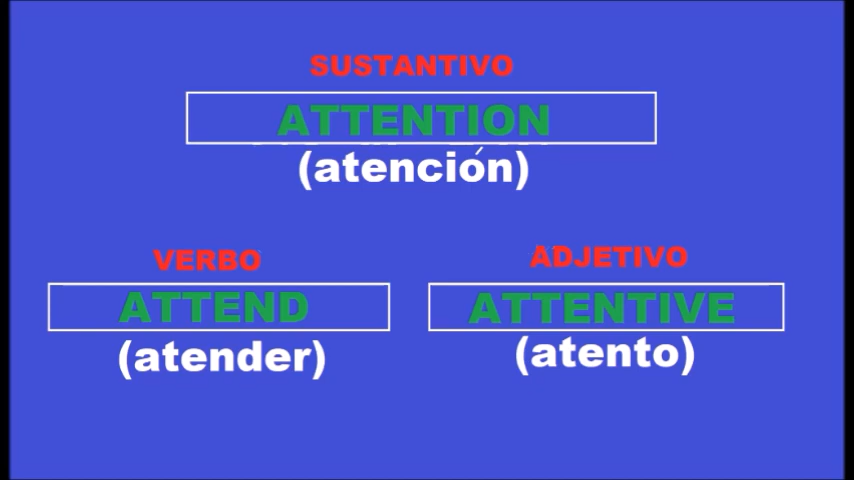 SUSTANTIVO
ATTENTION
(atención)
VERBO
ATTEND
(atender)
ADJETIVO
ATTENTIVE
(atento)